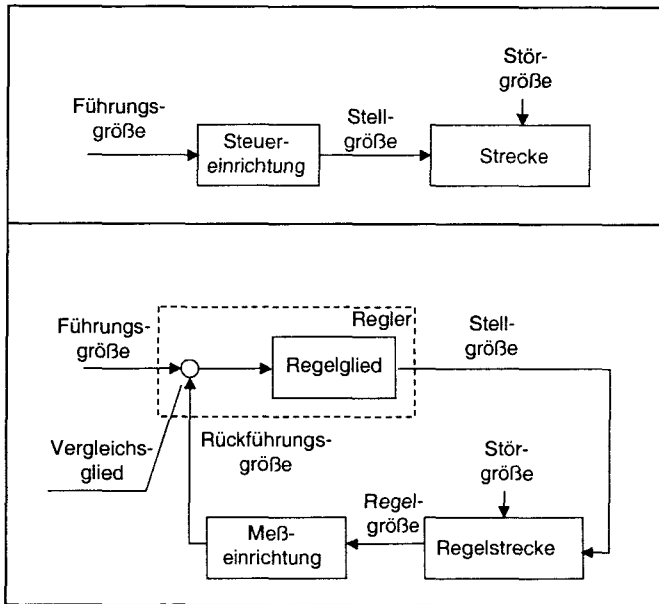 Stör-
größe
Führungs-
größe
Stell-
größe
Steuer-
einrichtung
Strecke
Regler
Führungs-
größe
Stell-
größe
Regelglied
Vergleichs-
glied
Rückführungs-
größe
Stör-
größe
Regel-
größe
Meß-
einrichtung
Regelstrecke